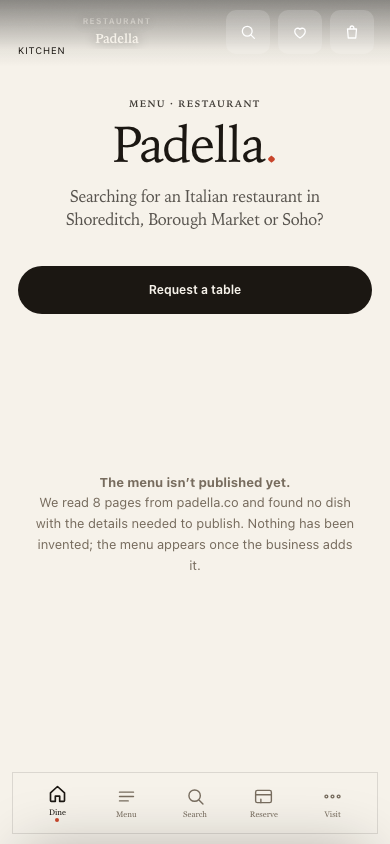 RESTAURANT
Padella
KITCHEN
MENU · RESTAURANT
Padella.
Searching for an Italian restaurant in
Shoreditch, Borough Market or Soho?
Request a table
The menu isn’t published yet.
We read 8 pages from padella.co and found no dish
with the details needed to publish. Nothing has been
invented; the menu appears once the business adds
it.
Dine
Menu
Search
Reserve
Visit